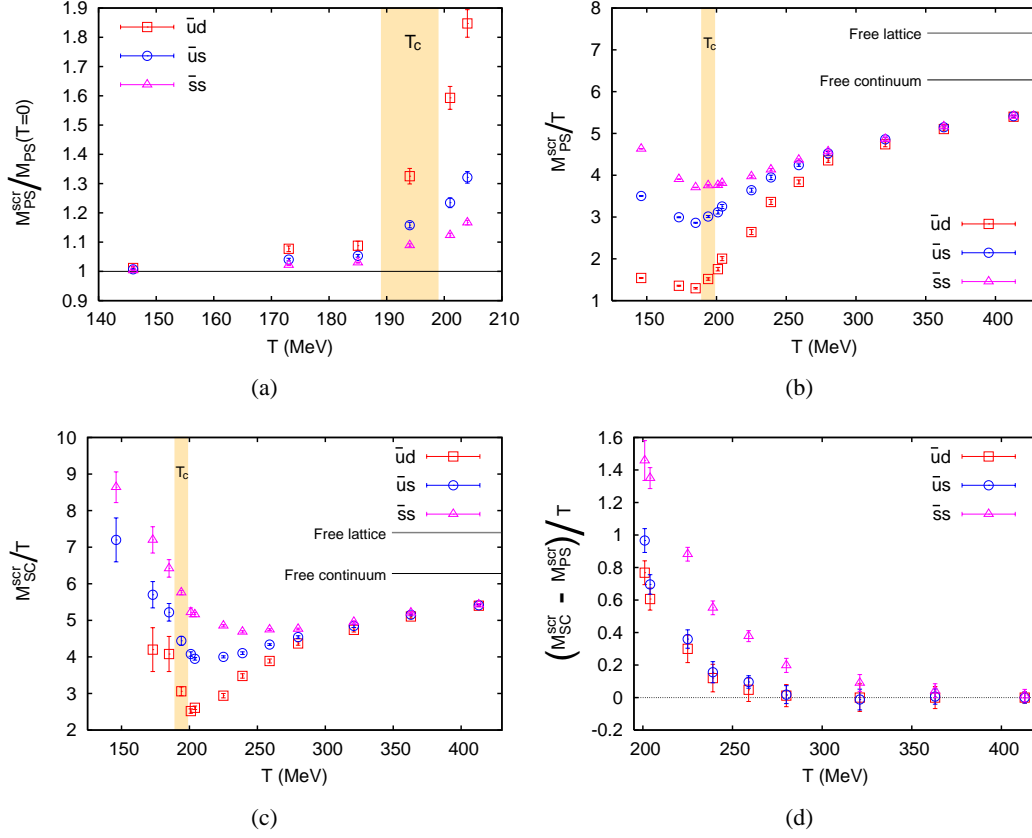 1.9
1.8
1.7
1.6
1.5
1.4
1.3
1.2
1.1
1
0.9
M_PS^scr/M_PS(T=0)
ūd
ūs
s̄s
T_c
140 150 160 170 180 190 200 210
T (MeV)
(a)
8
7
6
5
4
3
2
1
M_PS^scr/T
T_c
Free lattice
Free continuum
ūd
ūs
s̄s
150 200 250 300 350 400
T (MeV)
(b)
10
9
8
7
6
5
4
3
2
M_SC^scr/T
T_c
ūd
ūs
s̄s
Free lattice
Free continuum
150 200 250 300 350 400
T (MeV)
(c)
1.6
1.4
1.2
1
0.8
0.6
0.4
0.2
0
-0.2
(M_SC^scr - M_PS^scr)/T
ūd
ūs
s̄s
200 250 300 350 400
T (MeV)
(d)